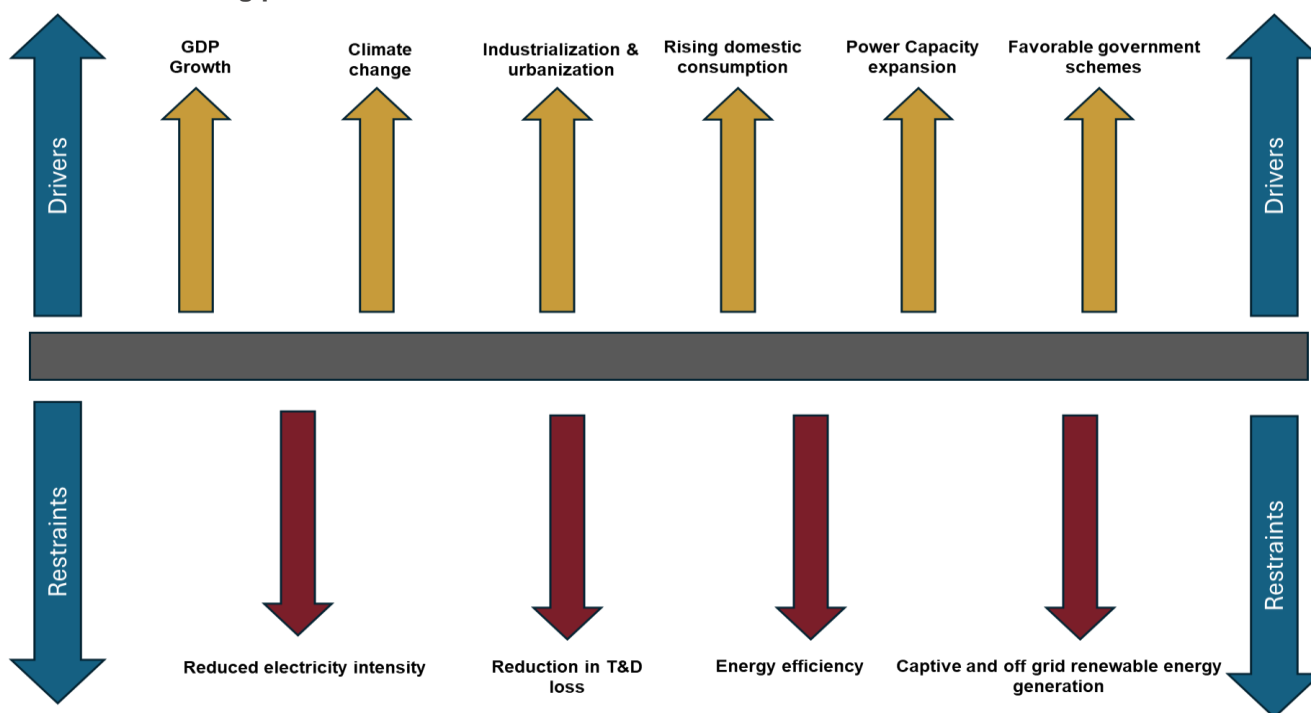 GDP
Growth
Climate
change
Industrialization &
urbanization
Rising domestic
consumption
Power Capacity
expansion
Favorable government
schemes
Drivers
Drivers
Restraints
Restraints
Reduced electricity intensity
Reduction in T&D
loss
Energy efficiency
Captive and off grid renewable energy
generation